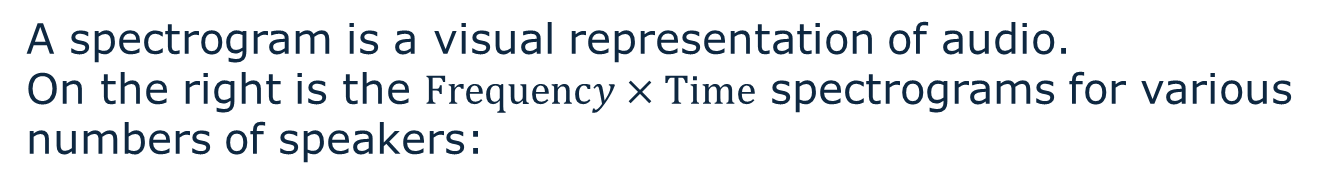 A spectrogram is a visual representation of audio.
On the right is the Frequency × Time spectrograms for various
numbers of speakers: